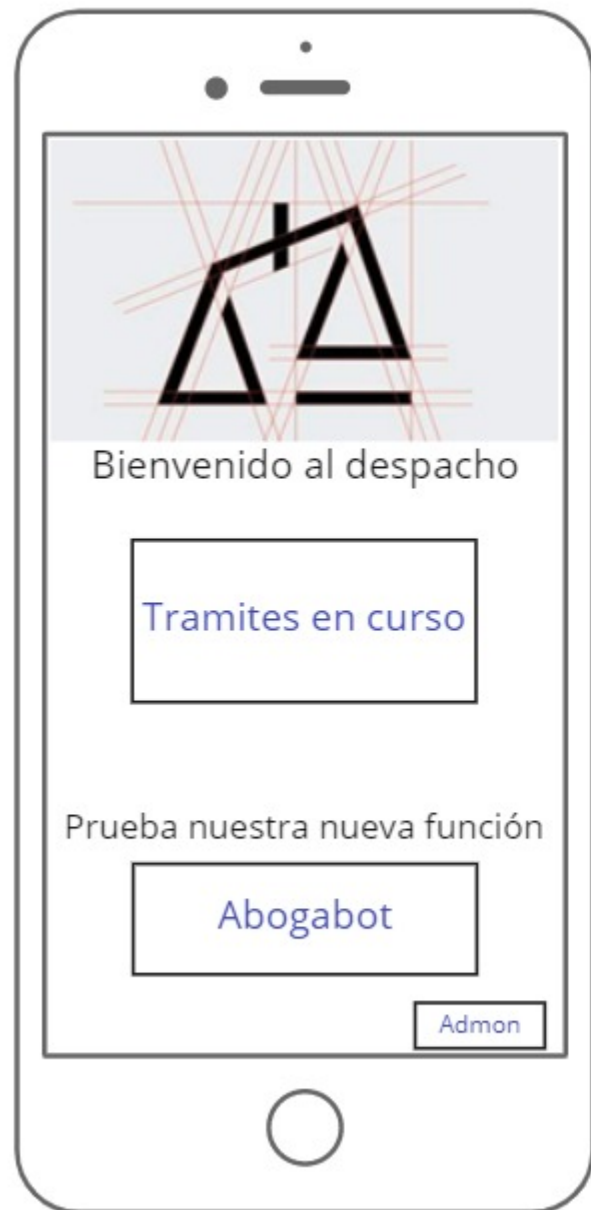 Bienvenido al despacho
Tramites en curso
Prueba nuestra nueva función
Abogabot
Admon